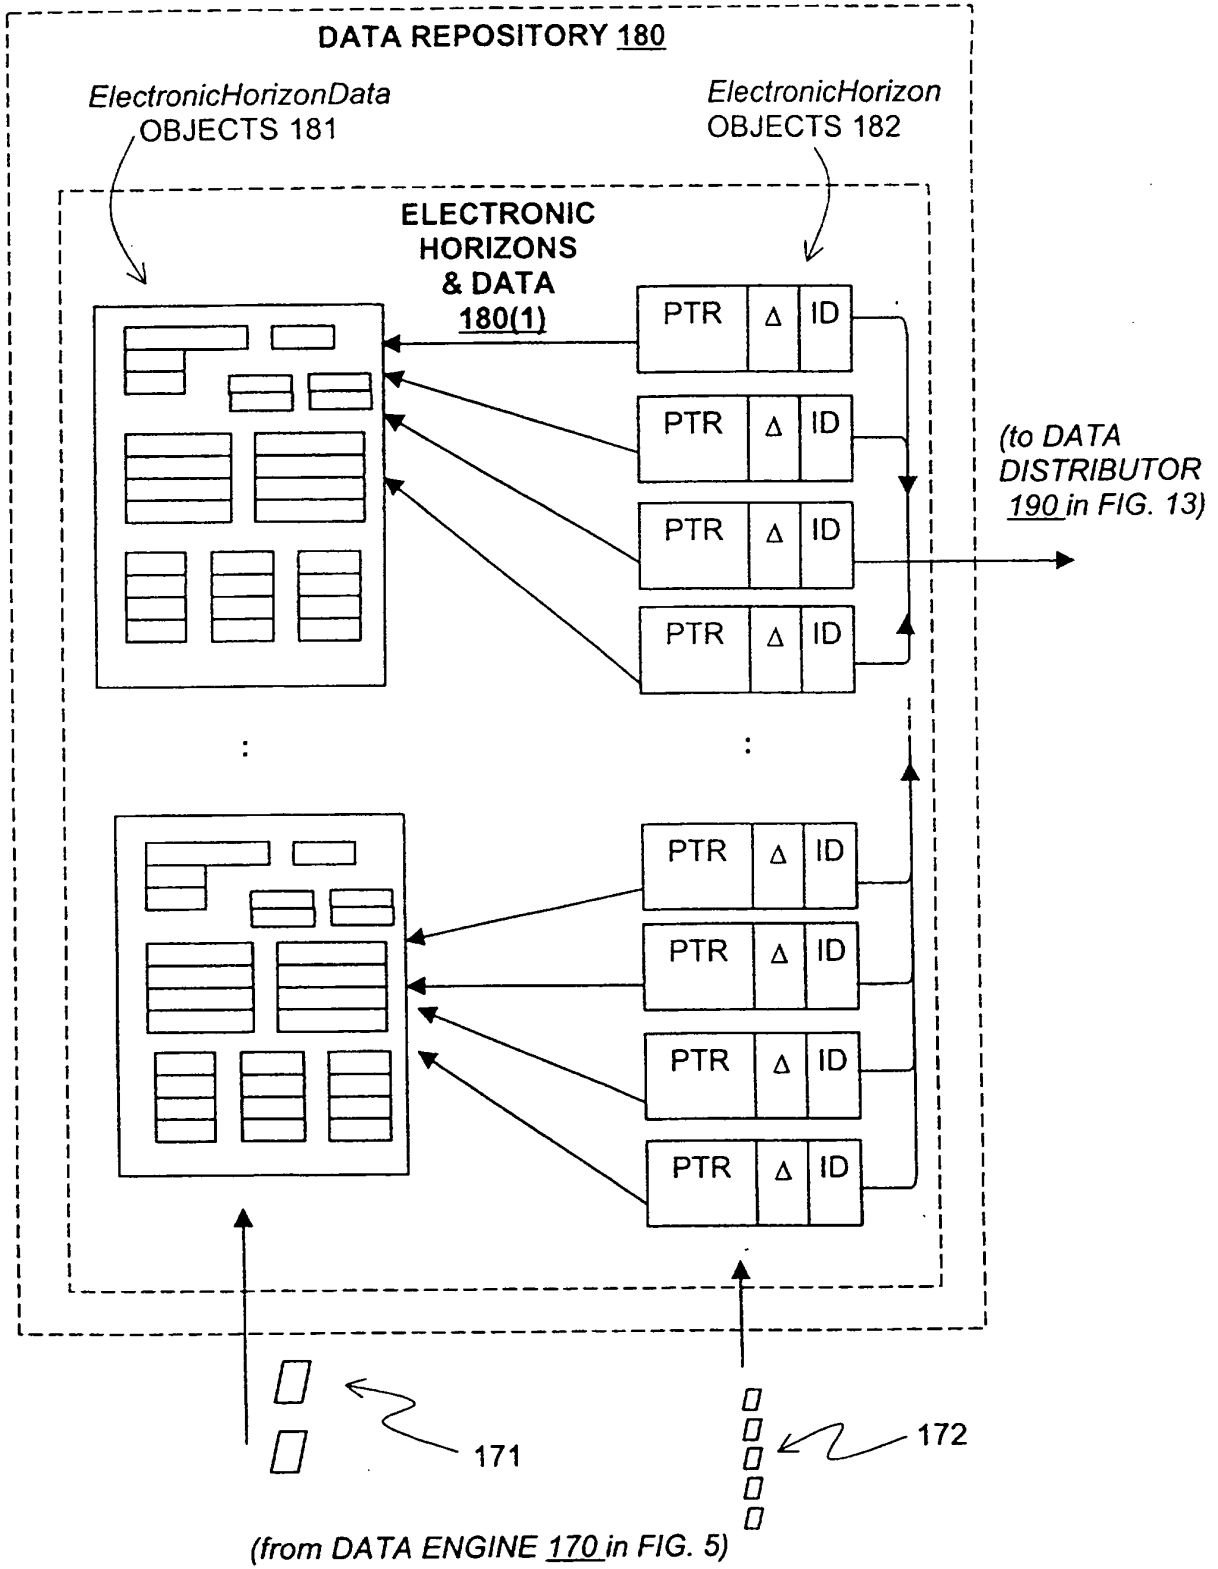 DATA REPOSITORY 180
ElectronicHorizonData
OBJECTS 181
ElectronicHorizon
OBJECTS 182
ELECTRONIC
HORIZONS
& DATA
180(1)
PTR Δ ID
PTR Δ ID
PTR Δ ID
PTR Δ ID
(to DATA
DISTRIBUTOR
190 in FIG. 13)
:
:
PTR Δ ID
PTR Δ ID
PTR Δ ID
PTR Δ ID
171
172
(from DATA ENGINE 170 in FIG. 5)